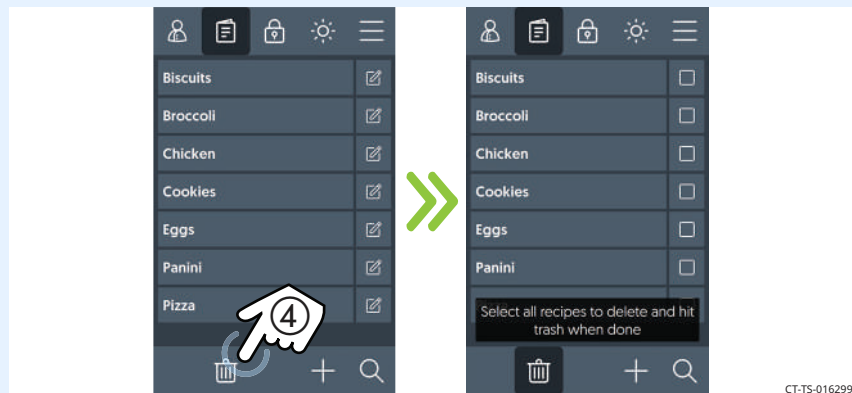 Biscuits
Broccoli
Chicken
Cookies
Eggs
Panini
Pizza
4
Biscuits
Broccoli
Chicken
Cookies
Eggs
Panini
Select all recipes to delete and hit
trash when done
CT-TS-016299